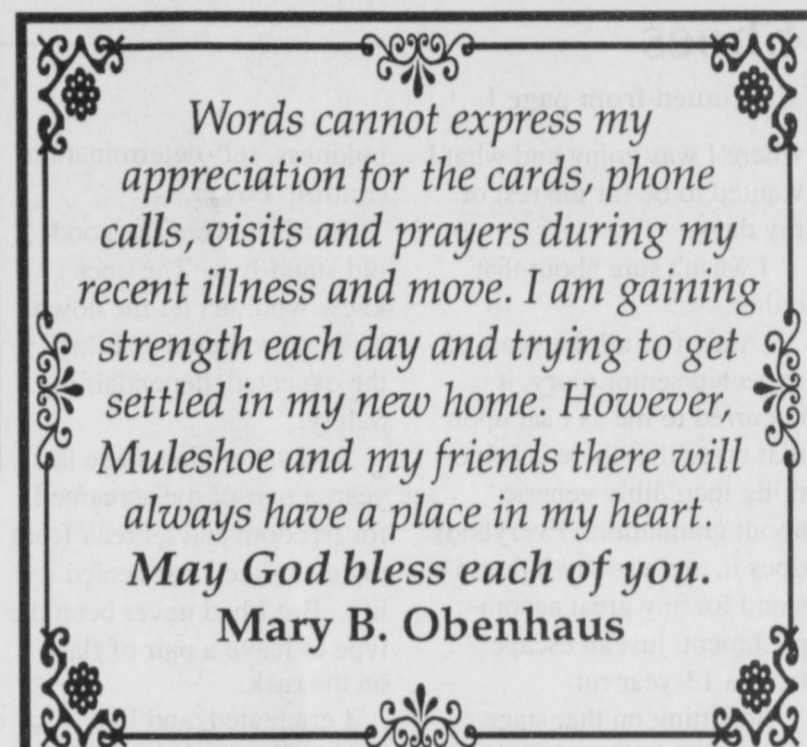 Words cannot express my
appreciation for the cards, phone
calls, visits and prayers during my
recent illness and move. I am gaining
strength each day and trying to get
settled in my new home. However,
Muleshoe and my friends there will
always have a place in my heart.
May God bless each of you.
Mary B. Obenhaus